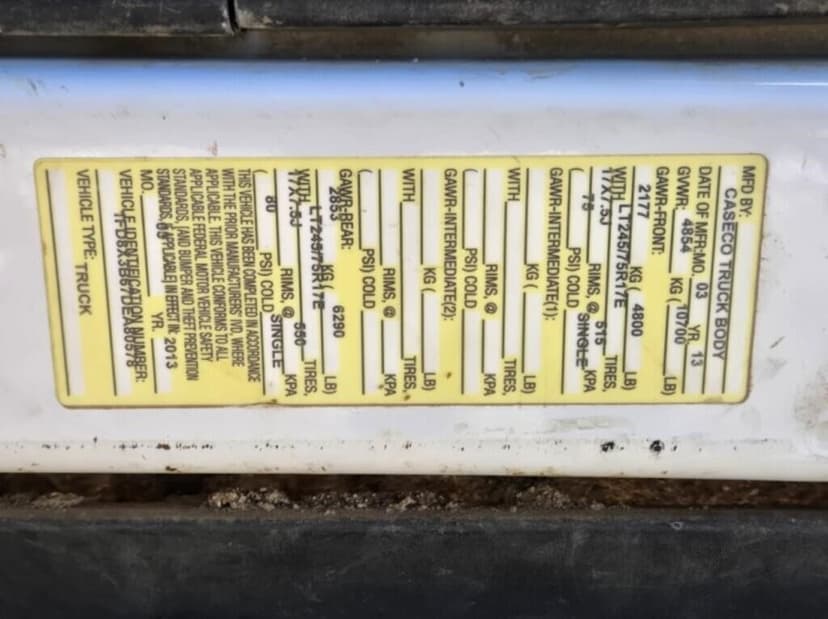 MFD BY:
CASECO TRUCK BODY
DATE OF MFR:MO. 03 YR. 13
GVWR: 4854 KG ( 10700 LB)
GAWR-FRONT:
2177 KG ( 4800 LB)
WITH LT245/75R17E TIRES,
17X7.5J RIMS, @ 515 KPA
( 75 PSI) COLD SINGLE
GAWR-INTERMEDIATE(1):
KG ( LB)
WITH TIRES,
RIMS, @ KPA
( PSI) COLD
GAWR-INTERMEDIATE(2):
KG ( LB)
WITH TIRES,
RIMS, @ KPA
( PSI) COLD
GAWR-REAR:
2853 KG ( 6290 LB)
WITH LT245/75R17E TIRES,
17X7.5J RIMS, @ 550 KPA
( 80 PSI) COLD SINGLE
THIS VEHICLE HAS BEEN COMPLETED IN ACCORDANCE
WITH THE PRIOR MANUFACTURERS' IVD, WHERE
APPLICABLE. THIS VEHICLE CONFORMS TO ALL
APPLICABLE FEDERAL MOTOR VEHICLE SAFETY
STANDARDS, [AND BUMPER AND THEFT PREVENTION
STANDARDS, IF APPLICABLE] IN EFFECT IN:
MO. 03 YR. 2013
VEHICLE IDENTIFICATION NUMBER:
VEHICLE TYPE: TRUCK